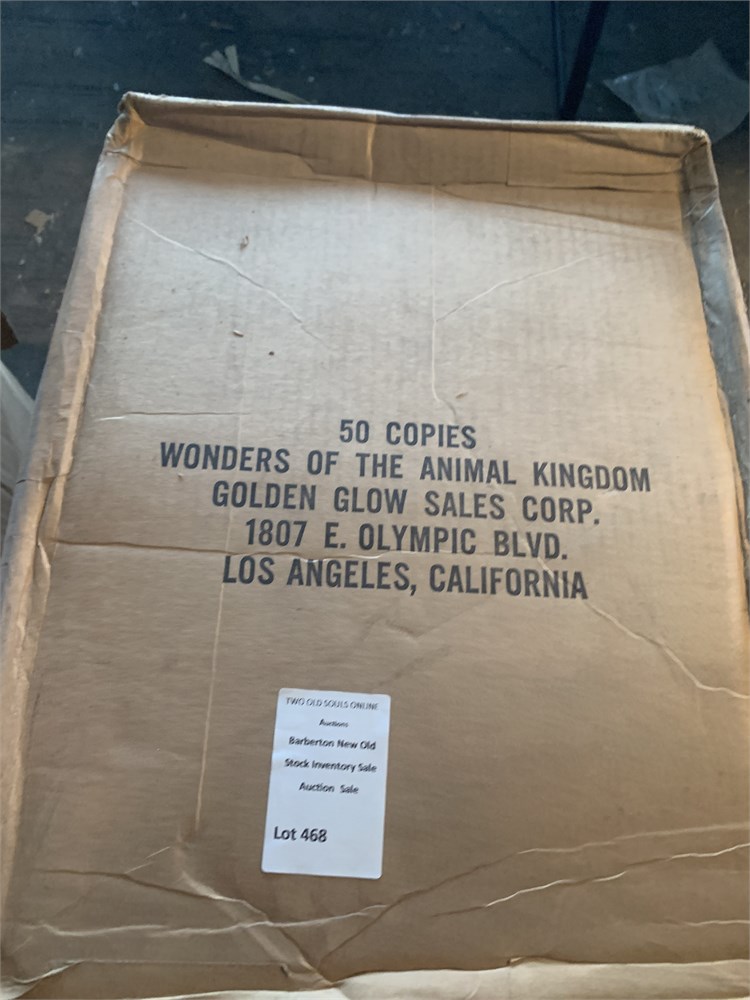 50 COPIES
WONDERS OF THE ANIMAL KINGDOM
GOLDEN GLOW SALES CORP.
1807 E. OLYMPIC BLVD.
LOS ANGELES, CALIFORNIA
TWO OLD SOULS ONLINE
Auctions
Barberton New Old
Stock Inventory Sale
Auction Sale
Lot 468